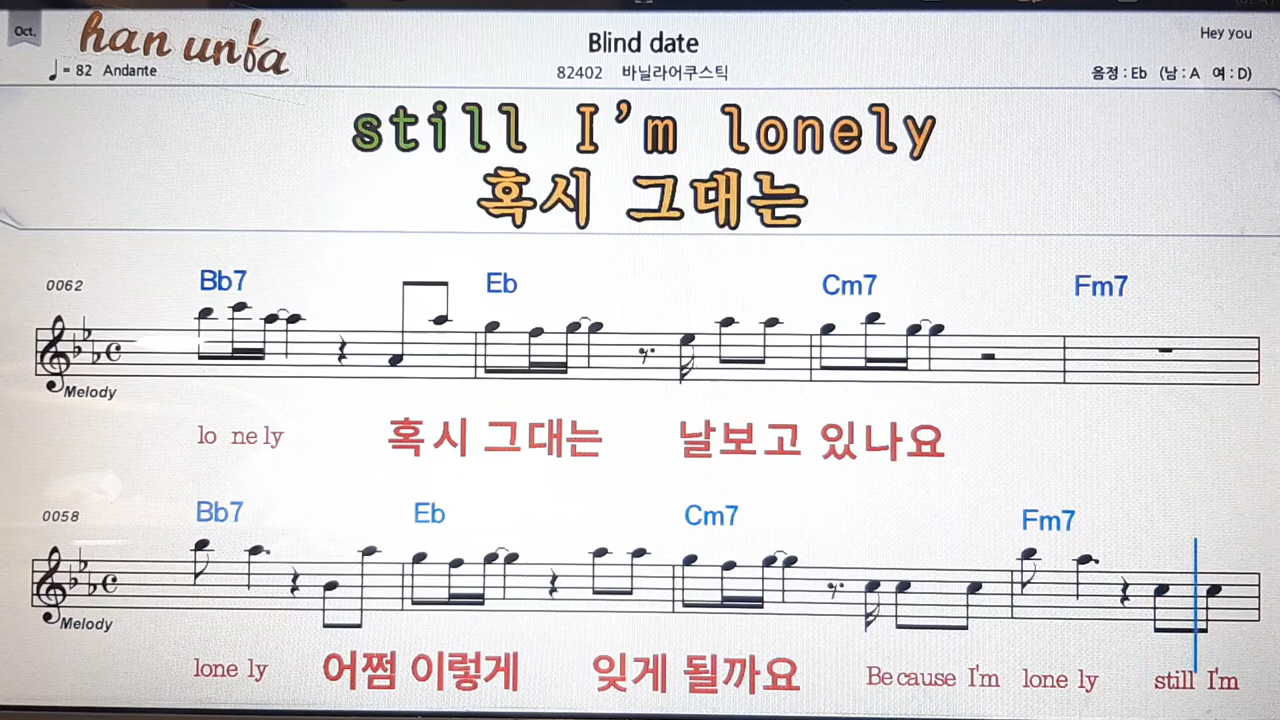 Oct.
han unfa
Blind date
Hey you
♩= 82 Andante
82402 바닐라어쿠스틱
음정 : Eb (남 : A 여 : D)
still I'm lonely
혹시 그대는
0062
Bb7 Eb Cm7 Fm7
Melody
lo ne ly 혹시 그대는 날보고 있나요
0058
Bb7 Eb Cm7 Fm7
Melody
lone ly 어쩜 이렇게 잊게 될까요 Be cause I'm lone ly still I'm